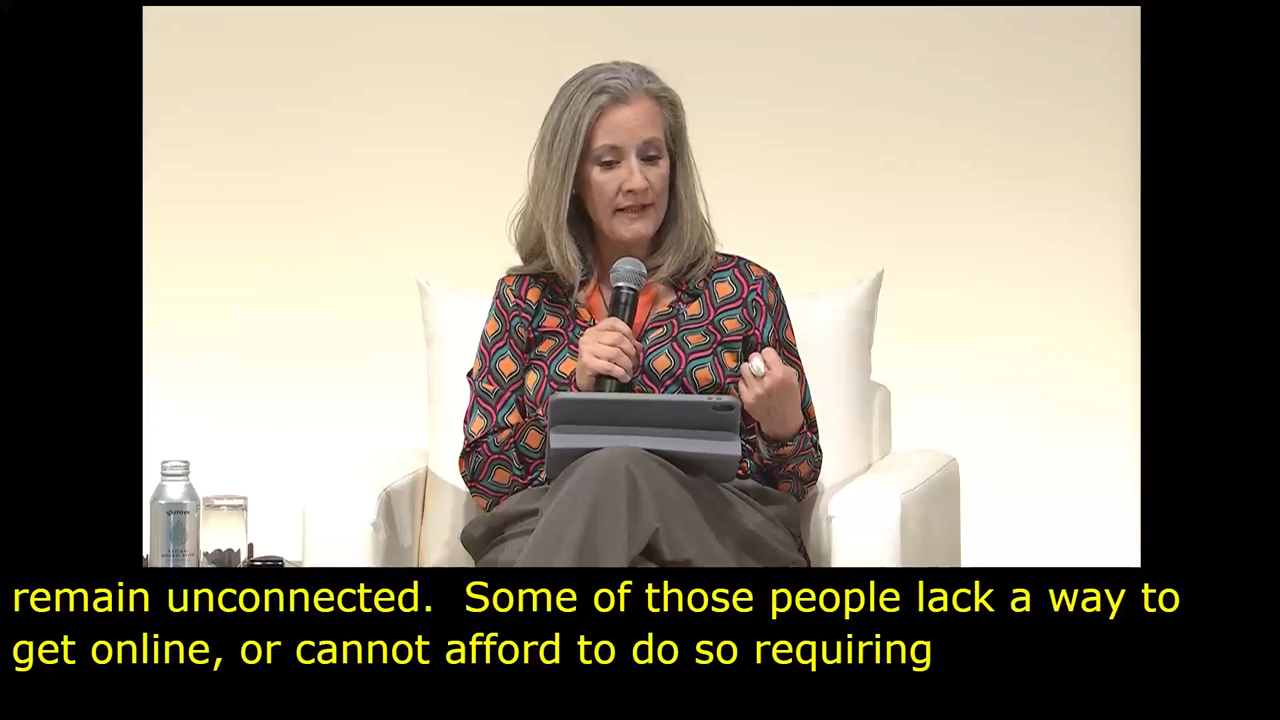 remain unconnected.  Some of those people lack a way to
get online, or cannot afford to do so requiring